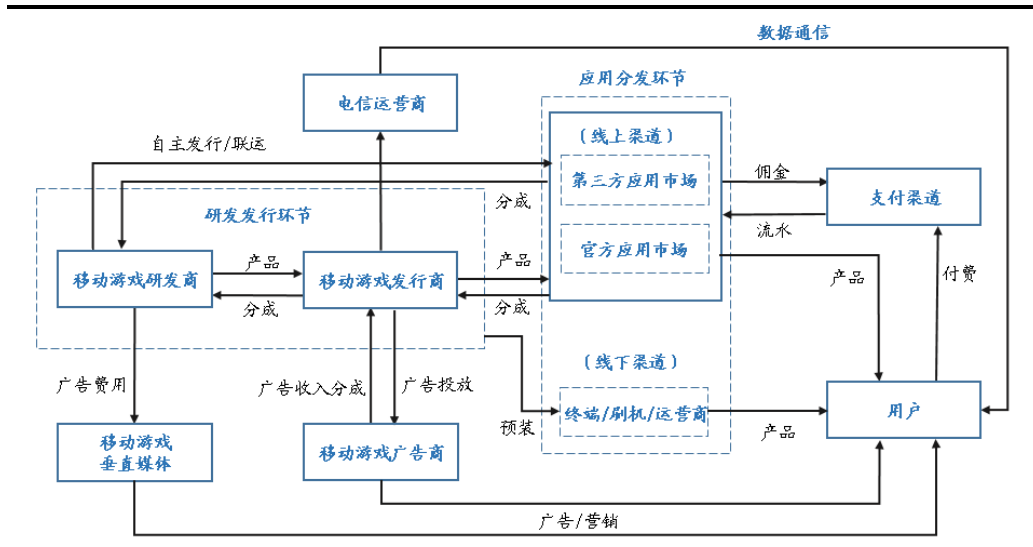 数据通信
应用分发环节
电信运营商
(线上渠道)
自主发行/联运
第三方应用市场
佣金
支付渠道
分成
研发发行环节
流水
官方应用市场
产品
产品
移动游戏研发商
移动游戏发行商
产品
付费
分成
分成
(线下渠道)
广告费用
广告收入分成
广告投放
终端/刷机/运营商
用户
预装
产品
移动游戏
垂直媒体
移动游戏广告商
广告/营销